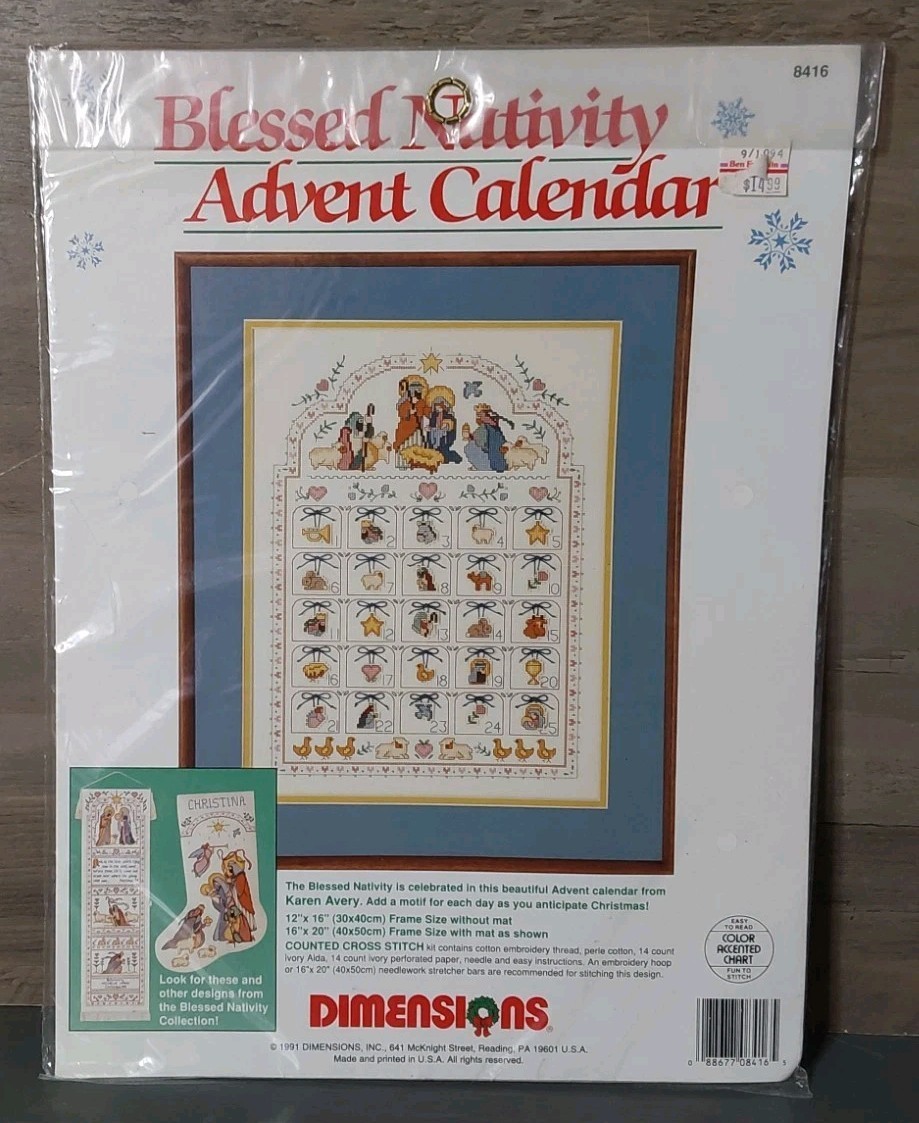 8416
Blessed Nativity
Advent Calendar
9/1994
$14.99
1 2 3 4 5
6 7 8 9 10
11 12 13 14 15
16 17 18 19 20
21 22 23 24 25
CHRISTINA
Look for these and
other designs from
the Blessed Nativity
Collection!
The Blessed Nativity is celebrated in this beautiful Advent calendar from
Karen Avery. Add a motif for each day as you anticipate Christmas!
12"x 16" (30x40cm) Frame Size without mat
16"x 20" (40x50cm) Frame Size with mat as shown
COUNTED CROSS STITCH kit contains cotton embroidery thread, perle cotton, 14 count
ivory Aida, 14 count ivory perforated paper, needle and easy instructions. An embroidery hoop
or 16"x 20" (40x50cm) needlework stretcher bars are recommended for stitching this design.
EASY
TO READ
COLOR
ACCENTED
CHART
FUN TO
STITCH
DIMENSIONS®
© 1991 DIMENSIONS, INC., 641 McKnight Street, Reading, PA 19601 U.S.A.
Made and printed in U.S.A. All rights reserved.
0 88677 08416 5